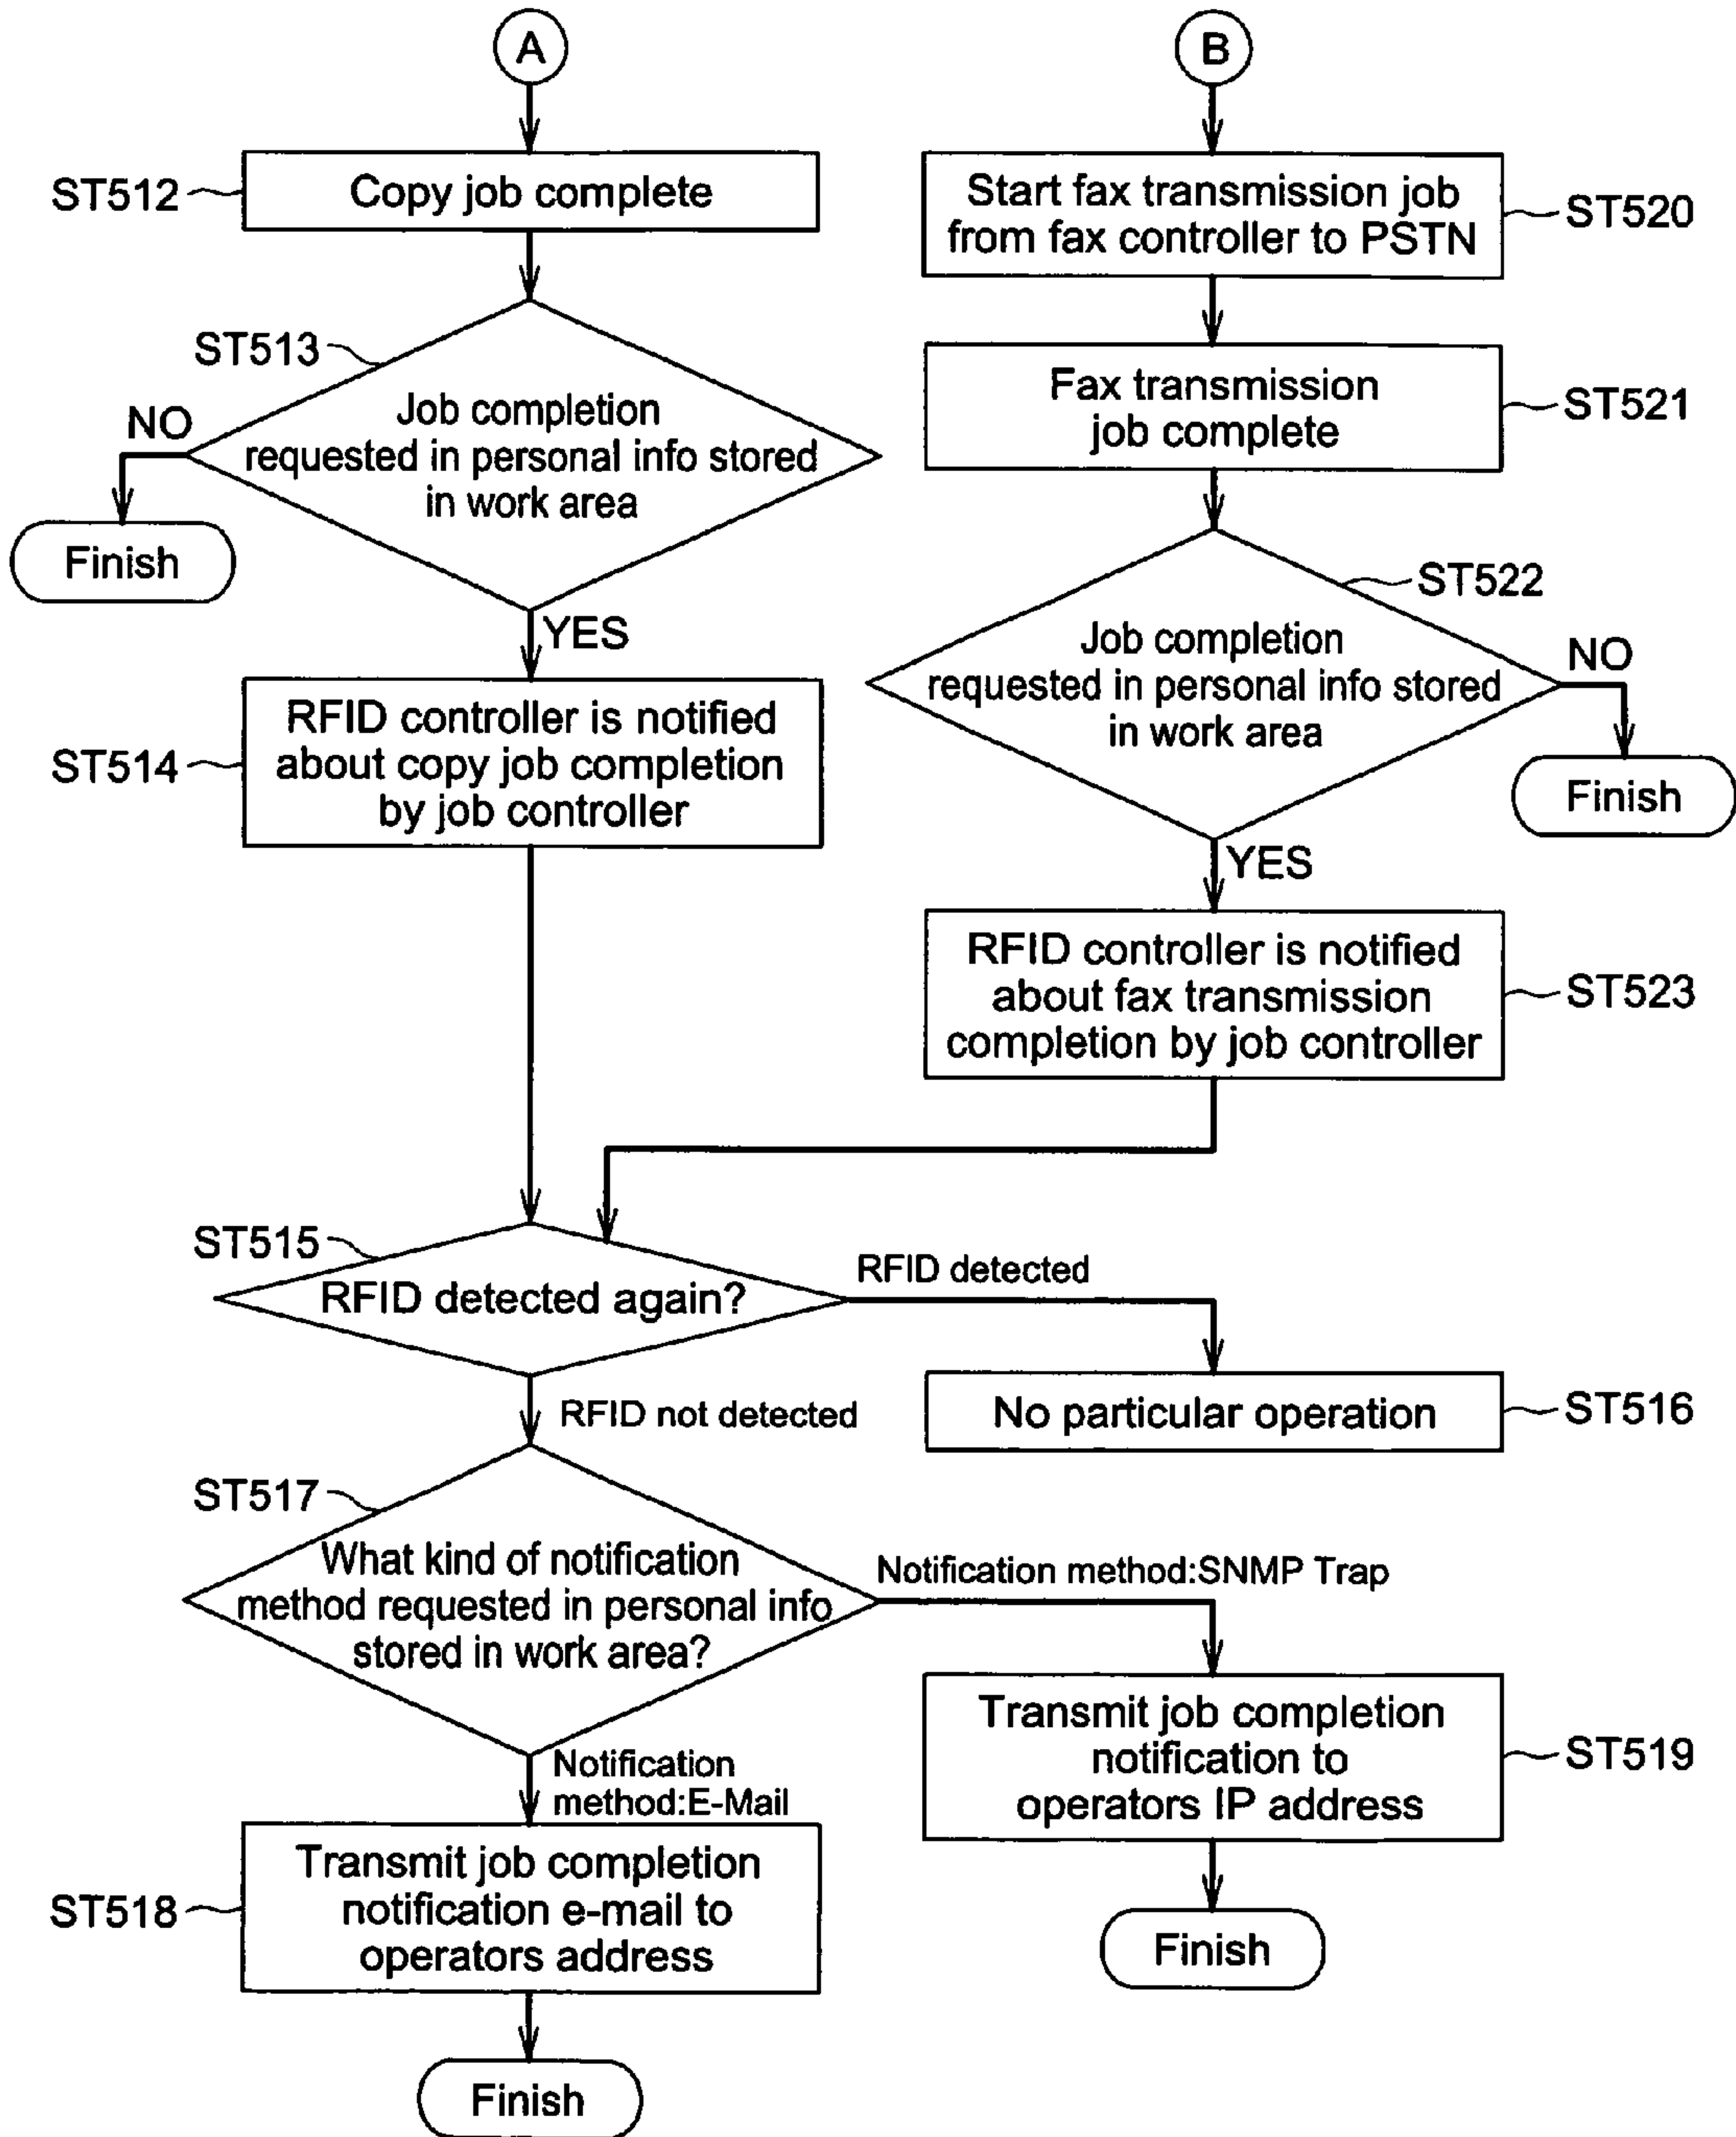 A
ST512
Copy job complete
ST513
Job completion
requested in personal info stored
in work area
NO
Finish
YES
ST514
RFID controller is notified
about copy job completion
by job controller
B
Start fax transmission job
from fax controller to PSTN
ST520
Fax transmission
job complete
ST521
ST522
Job completion
requested in personal info stored
in work area
NO
Finish
YES
RFID controller is notified
about fax transmission
completion by job controller
ST523
ST515
RFID detected again?
RFID detected
No particular operation
ST516
RFID not detected
ST517
What kind of notification
method requested in personal info
stored in work area?
Notification method:SNMP Trap
Transmit job completion
notification to
operators IP address
ST519
Finish
Notification
method:E-Mail
ST518
Transmit job completion
notification e-mail to
operators address
Finish